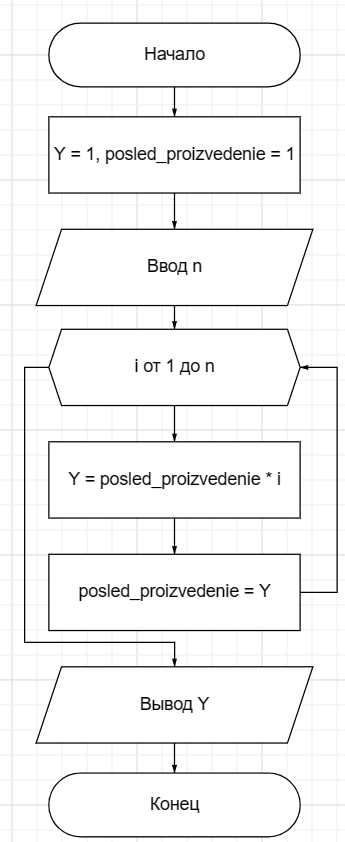 Начало
Y = 1, posled_proizvedenie = 1
Ввод n
i от 1 до n
Y = posled_proizvedenie * i
posled_proizvedenie = Y
Вывод Y
Конец